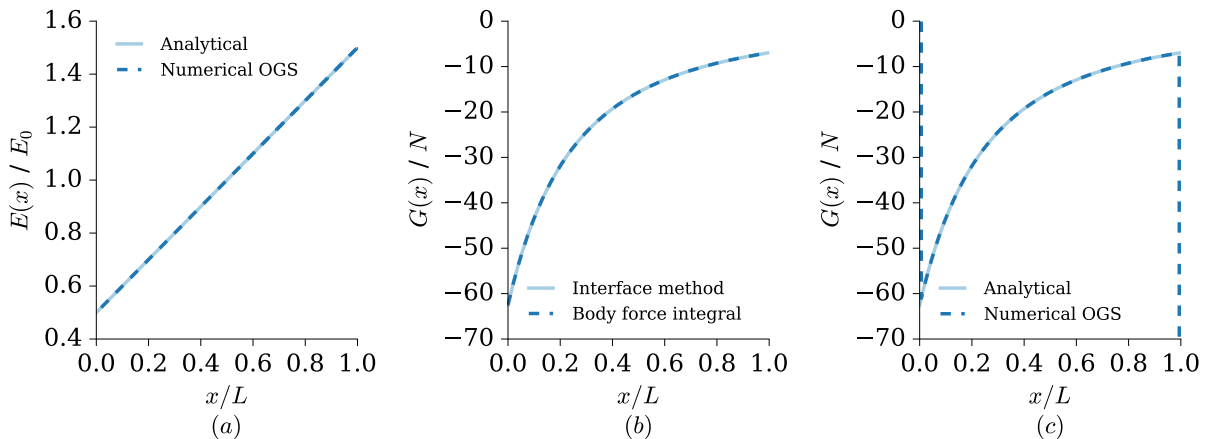 1.6
1.4
1.2
1.0
0.8
0.6
0.4
E(x) / E₀
Analytical
Numerical OGS
0.0 0.2 0.4 0.6 0.8 1.0
x/L
(a)
0
−10
−20
−30
−40
−50
−60
−70
G(x) / N
Interface method
Body force integral
0.0 0.2 0.4 0.6 0.8 1.0
x/L
(b)
0
−10
−20
−30
−40
−50
−60
−70
G(x) / N
Analytical
Numerical OGS
0.0 0.2 0.4 0.6 0.8 1.0
x/L
(c)